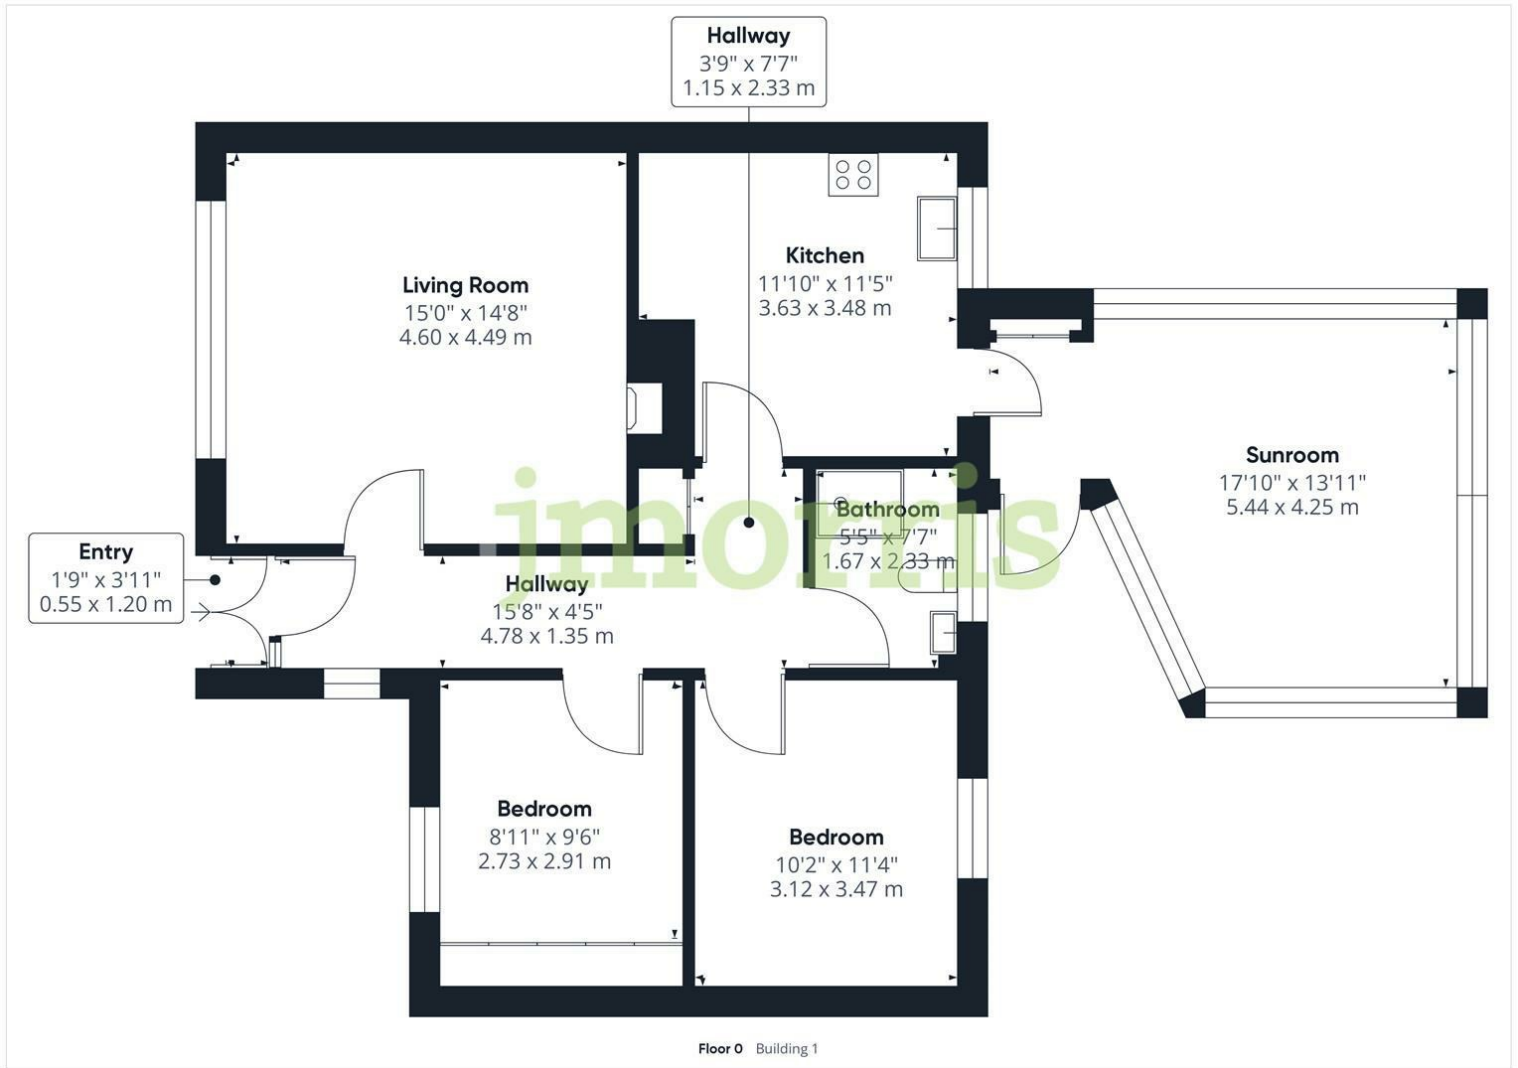 Hallway
3'9" x 7'7"
1.15 x 2.33 m
Kitchen
11'10" x 11'5"
3.63 x 3.48 m
Living Room
15'0" x 14'8"
4.60 x 4.49 m
Sunroom
17'10" x 13'11"
5.44 x 4.25 m
Bathroom
5'5" x 7'7"
1.67 x 2.33 m
jmorris
Entry
1'9" x 3'11"
0.55 x 1.20 m
Hallway
15'8" x 4'5"
4.78 x 1.35 m
Bedroom
8'11" x 9'6"
2.73 x 2.91 m
Bedroom
10'2" x 11'4"
3.12 x 3.47 m
Floor 0 Building 1